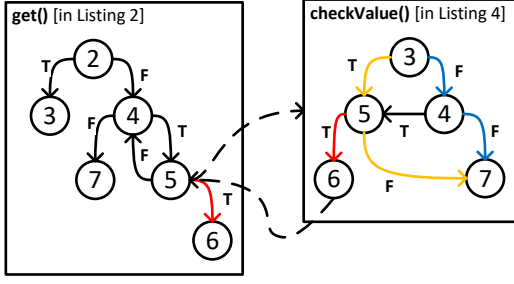 get() [in Listing 2]
2
T
F
3
4
F
T
F
7
5
T
6
checkValue() [in Listing 4]
3
T
F
5
T
4
T
F
6
F
7